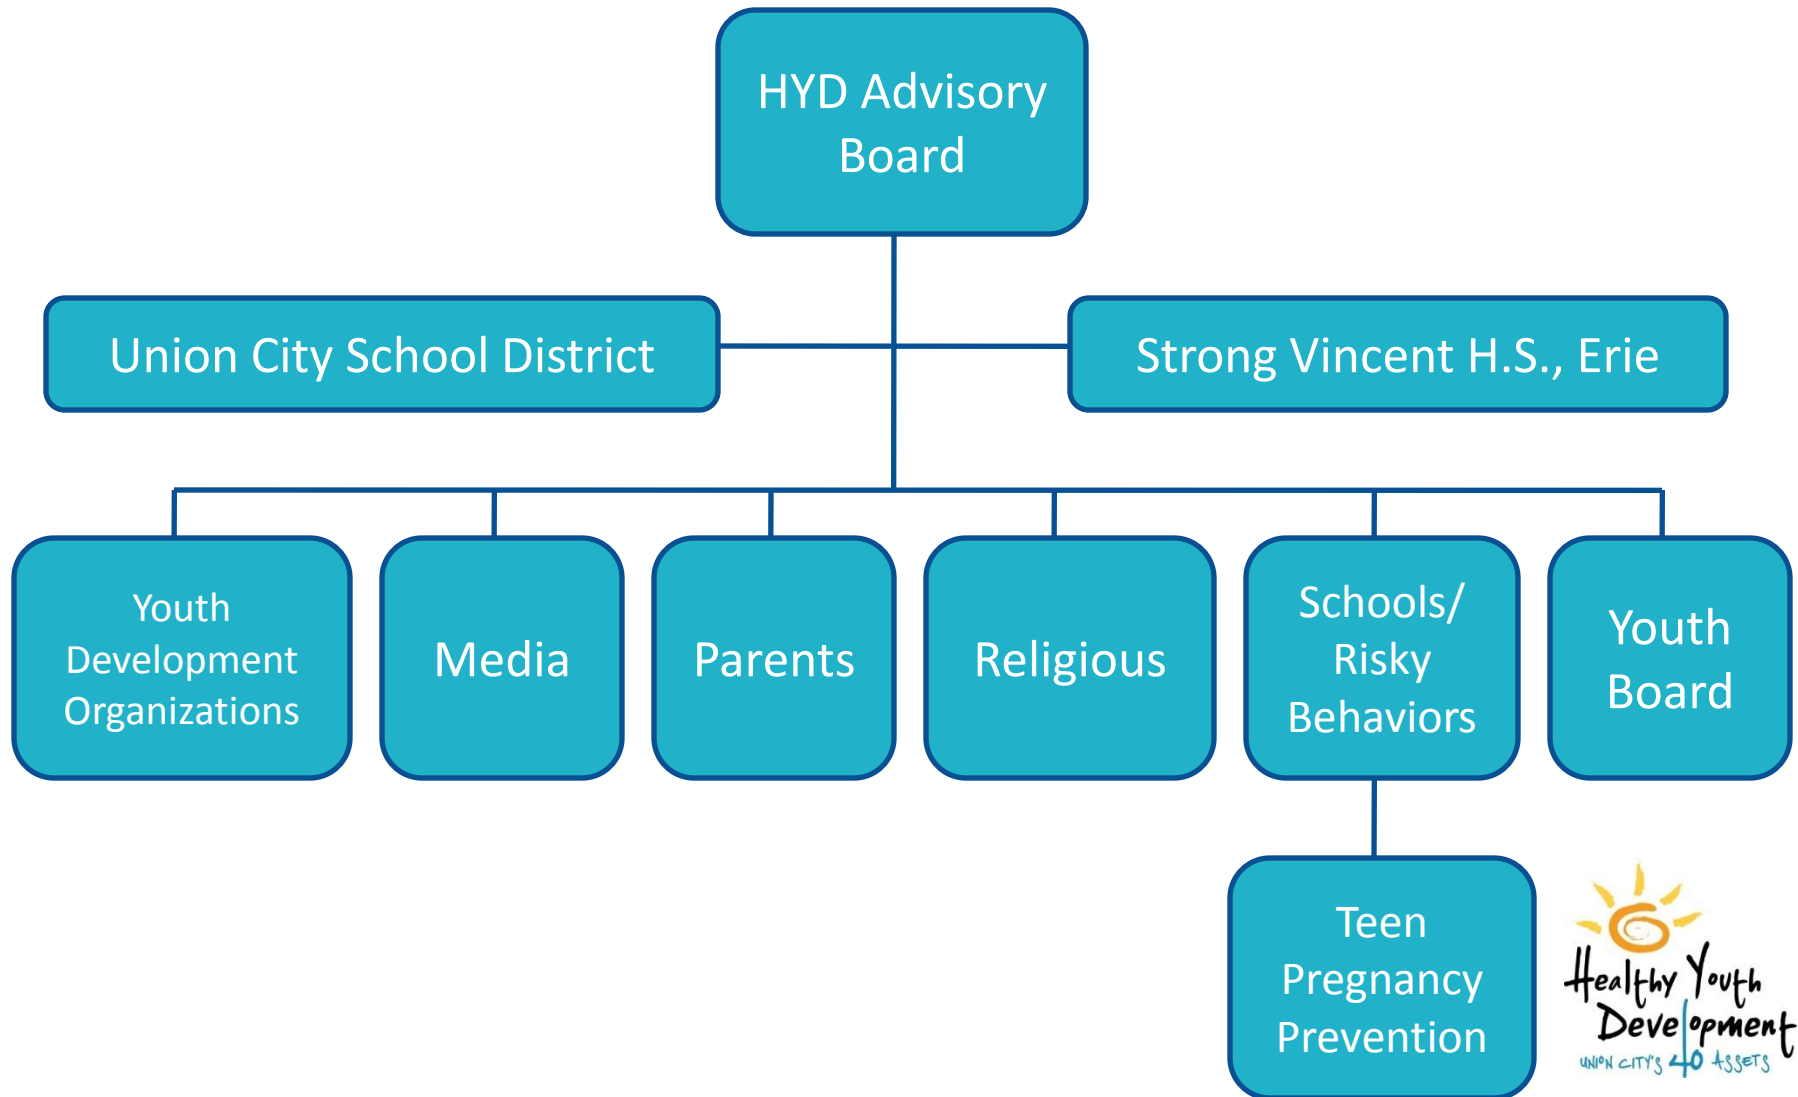 HYD Advisory
Board
Union City School District
Strong Vincent H.S., Erie
Youth
Development
Organizations
Media
Parents
Religious
Schools/
Risky
Behaviors
Youth
Board
Teen
Pregnancy
Prevention
Healthy Youth
Development
UNION CITY'S 40 ASSETS